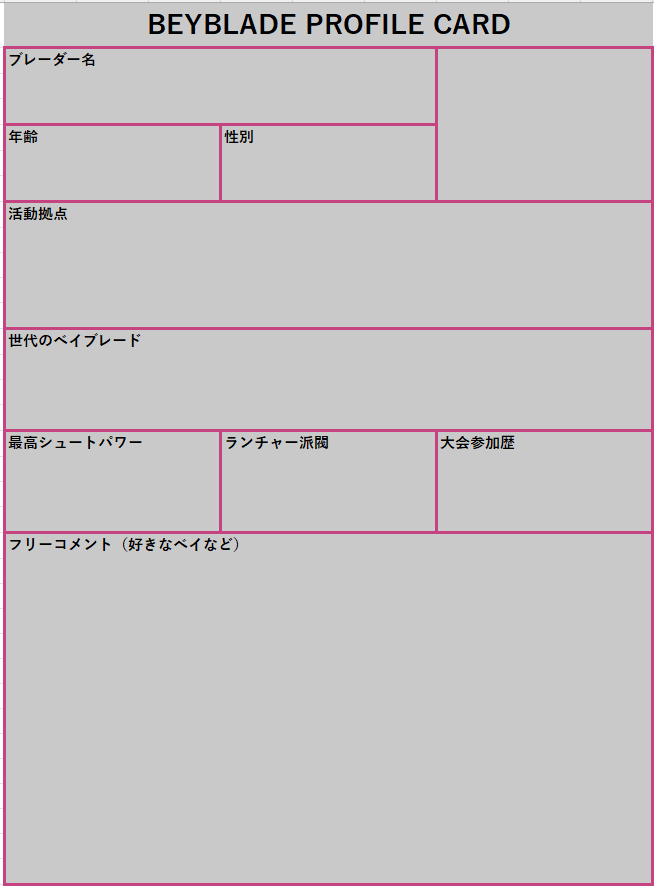 BEYBLADE PROFILE CARD
ブレーダー名
年齢
性別
活動拠点
世代のベイブレード
最高シュートパワー
ランチャー派閥
大会参加歴
フリーコメント（好きなベイなど）